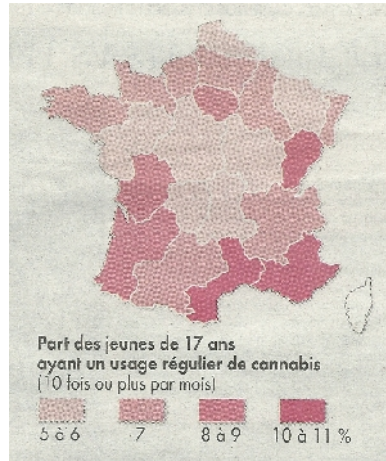 Part des jeunes de 17 ans
ayant un usage régulier de cannabis
(10 fois ou plus par mois)
5 à 6 7 8 à 9 10 à 11 %